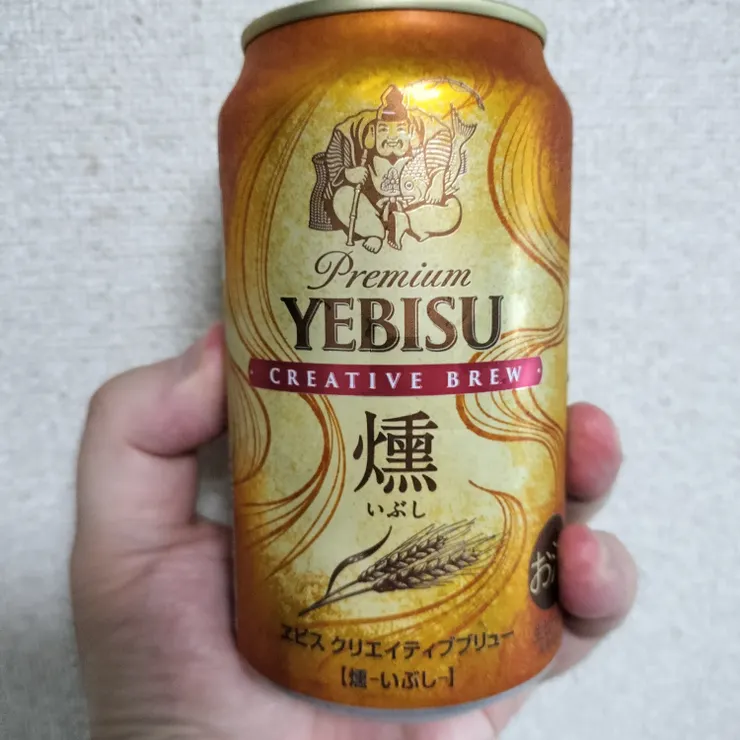 Premium
YEBISU
CREATIVE BREW
燻
いぶし
ヱビス クリエイティブブリュー
【燻-いぶし-】
お